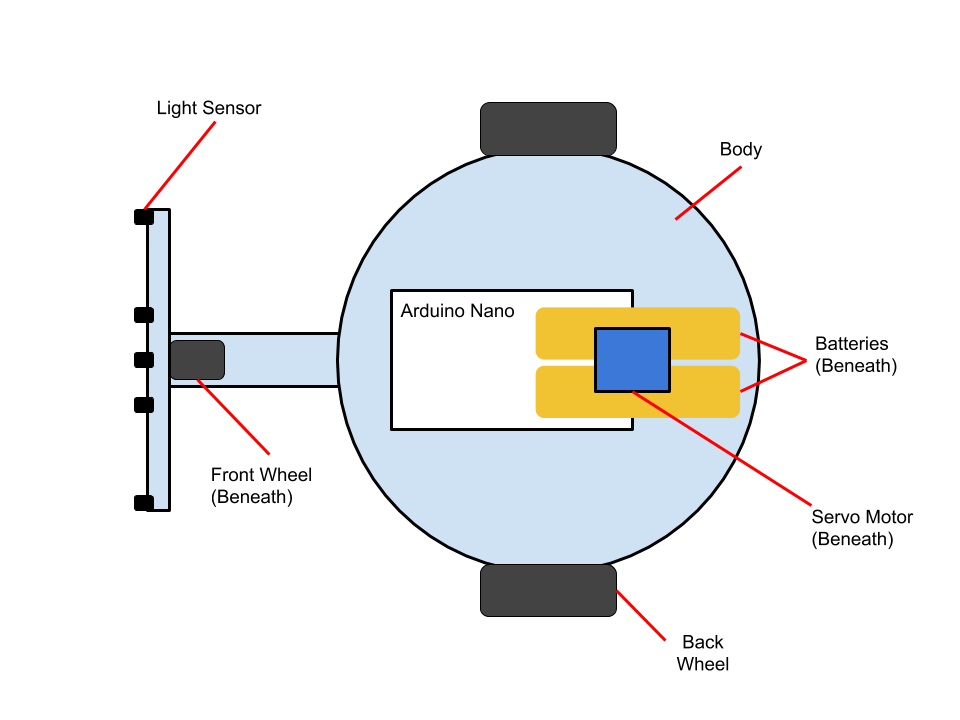 Light Sensor
Body
Arduino Nano
Batteries
(Beneath)
Front Wheel
(Beneath)
Servo Motor
(Beneath)
Back
Wheel